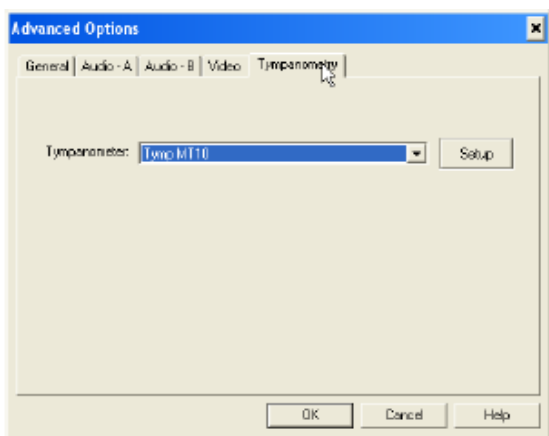 Advanced Options
General Audio - A Audio - B Video Tympanometry
Tympanometer: Tymp MT10 Setup
OK Cancel Help